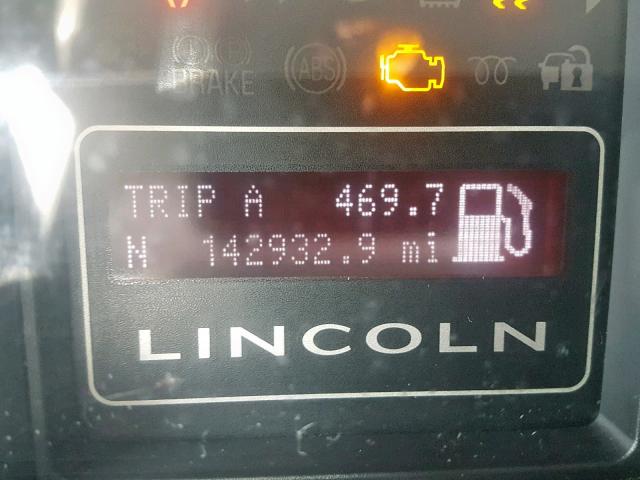 BRAKE
ABS
TRIP A 469.7
N 142932.9 mi
LINCOLN